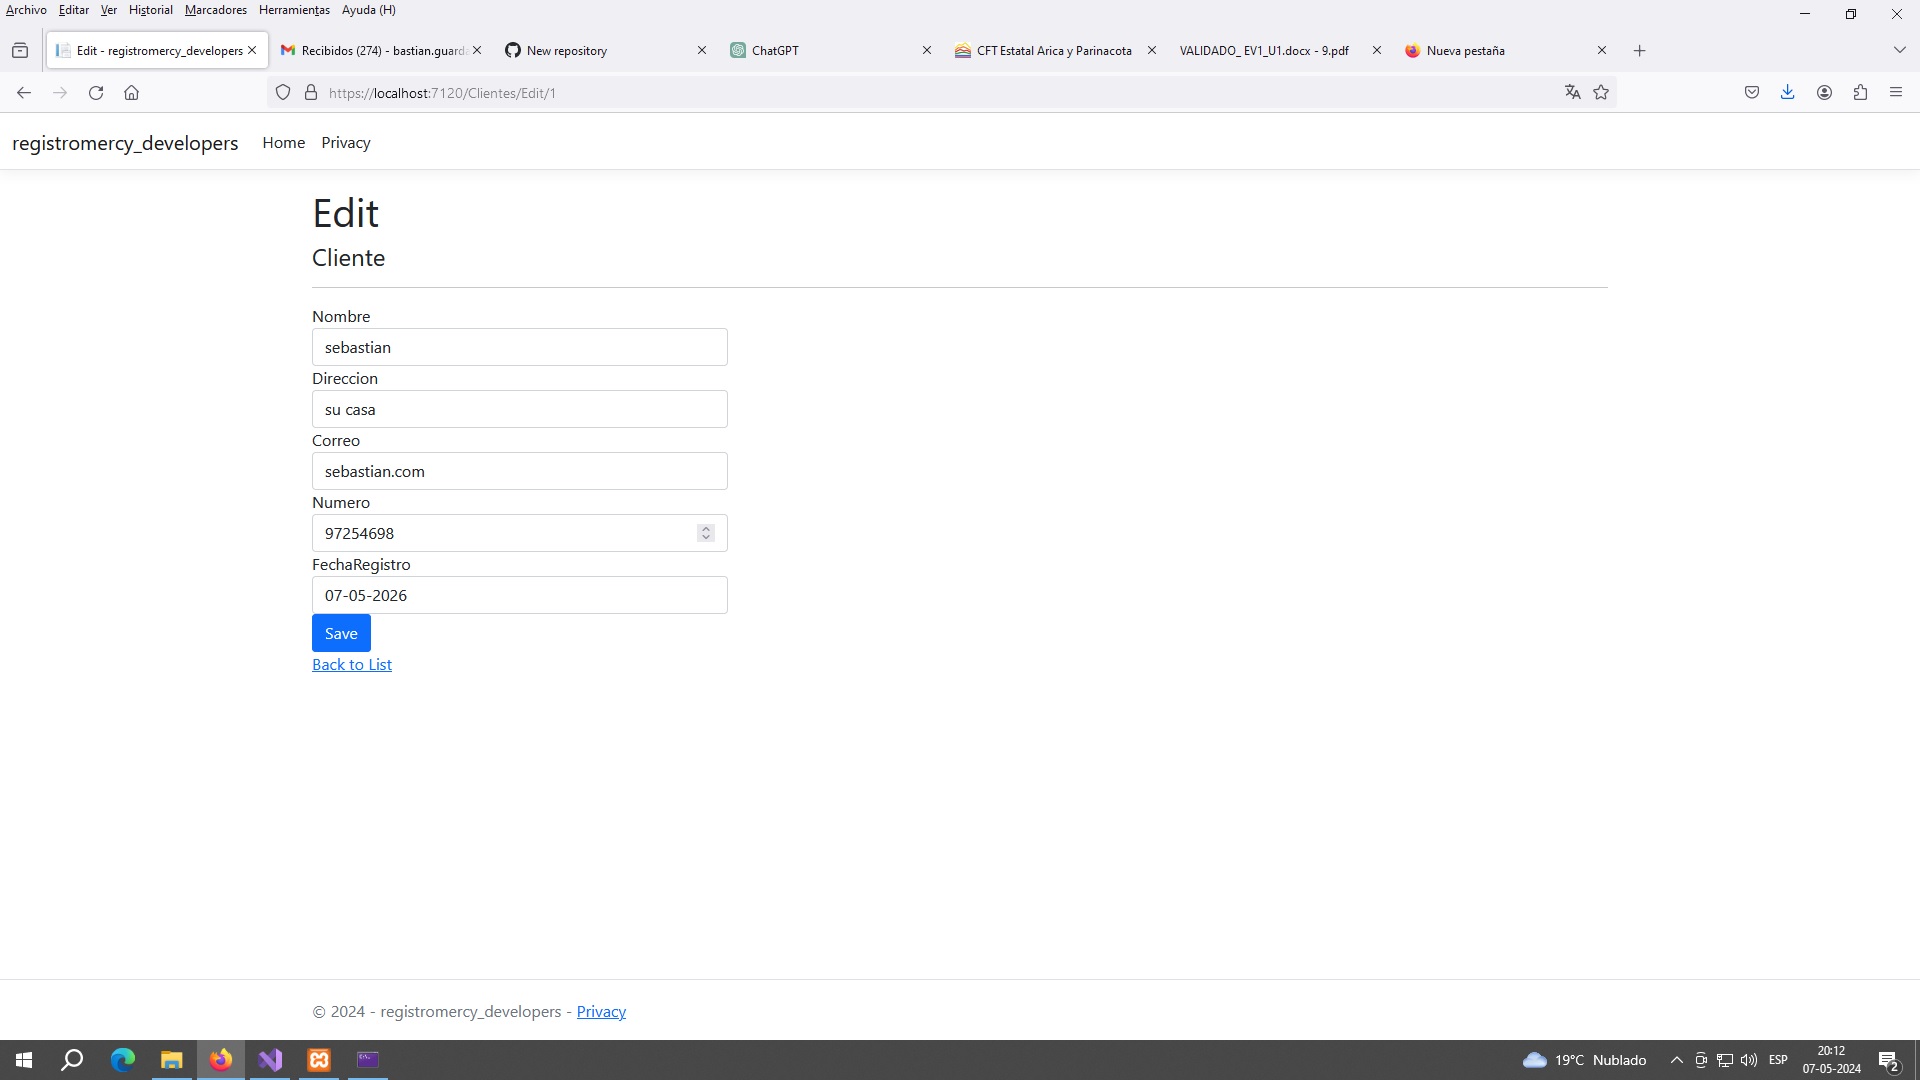 Archivo Editar Ver Historial Marcadores Herramientas Ayuda (H)
Edit - registromercy_developers Recibidos (274) - bastian.guarda New repository ChatGPT CFT Estatal Arica y Parinacota VALIDADO_ EV1_U1.docx - 9.pdf Nueva pestaña
https://localhost:7120/Clientes/Edit/1
registromercy_developers Home Privacy
Edit
Cliente
Nombre
sebastian
Direccion
su casa
Correo
sebastian.com
Numero
97254698
FechaRegistro
07-05-2026
Save
Back to List
© 2024 - registromercy_developers - Privacy
19°C Nublado ESP 20:12
07-05-2024 2